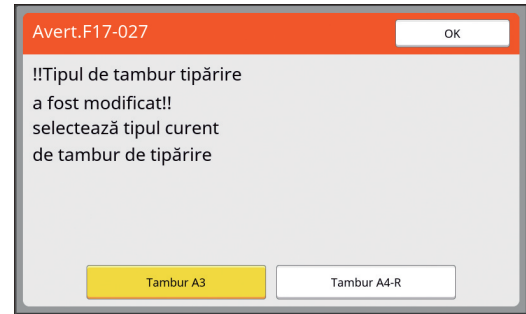 Avert.F17-027
OK
!!Tipul de tambur tipărire
a fost modificat!!
selectează tipul curent
de tambur de tipărire
Tambur A3
Tambur A4-R